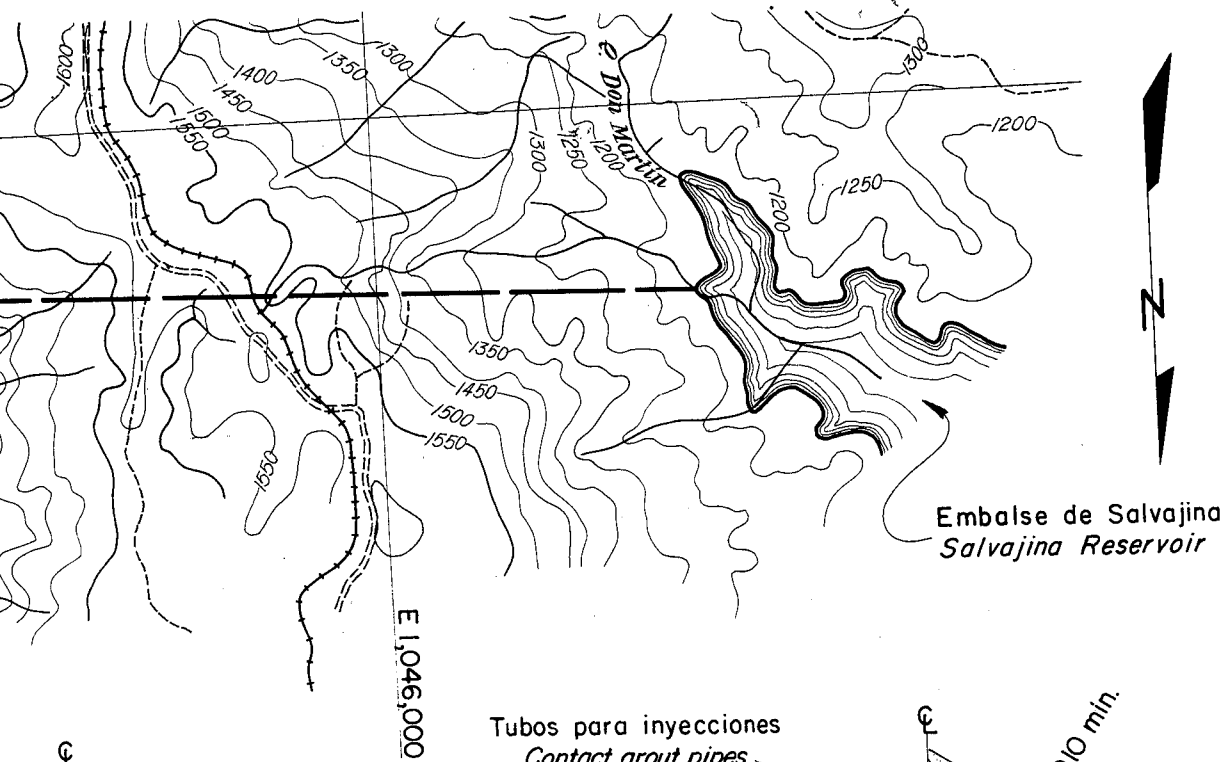 1600
1400
1350
1300
1450
1500
1550
Q. Don Martin
1300
1250
1200
1300
1200
1250
1200
N
1350
1450
1500
1550
1550
Embalse de Salvajina
Salvajina Reservoir
E 1,046,000
Tubos para inyecciones
Contact grout pipes
℄
℄
010 min.